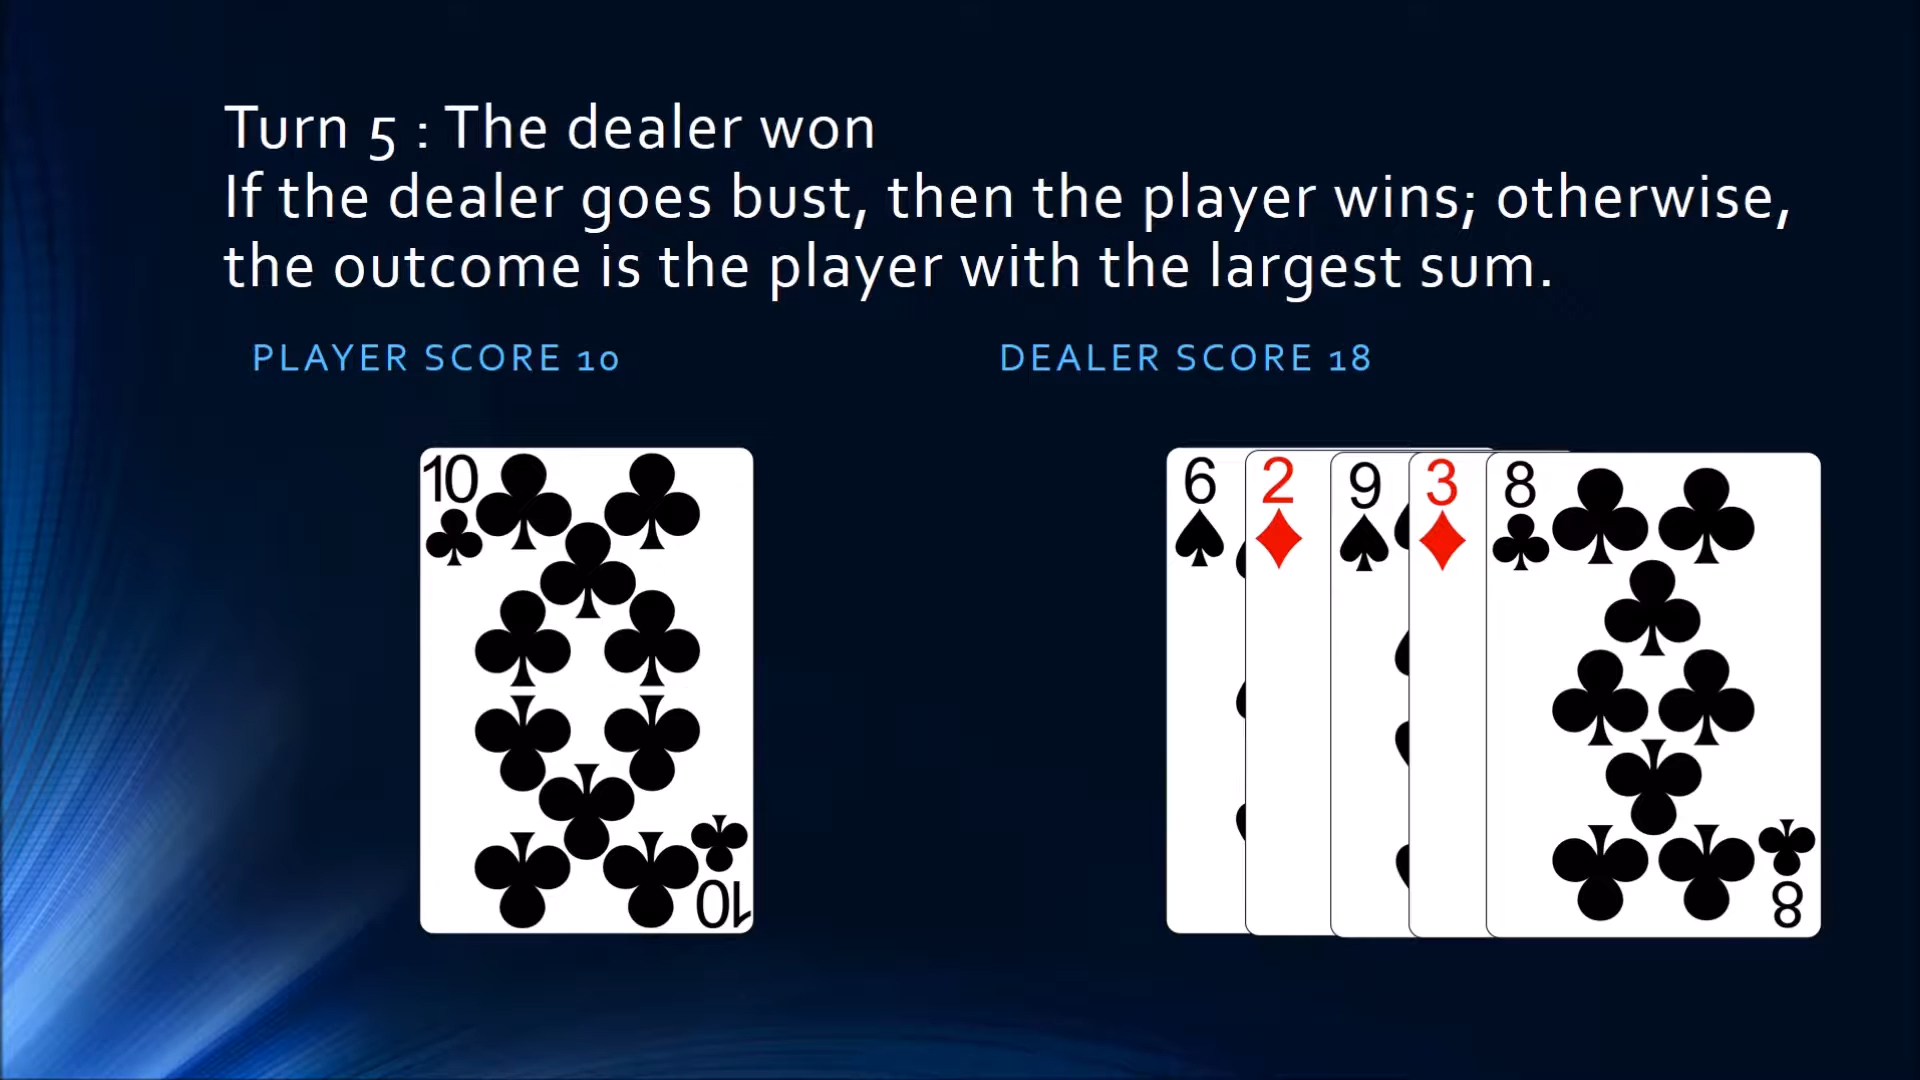 Turn 5 : The dealer won
If the dealer goes bust, then the player wins; otherwise,
the outcome is the player with the largest sum.
PLAYER SCORE 10
DEALER SCORE 18
10
10
6
2
9
3
8
8